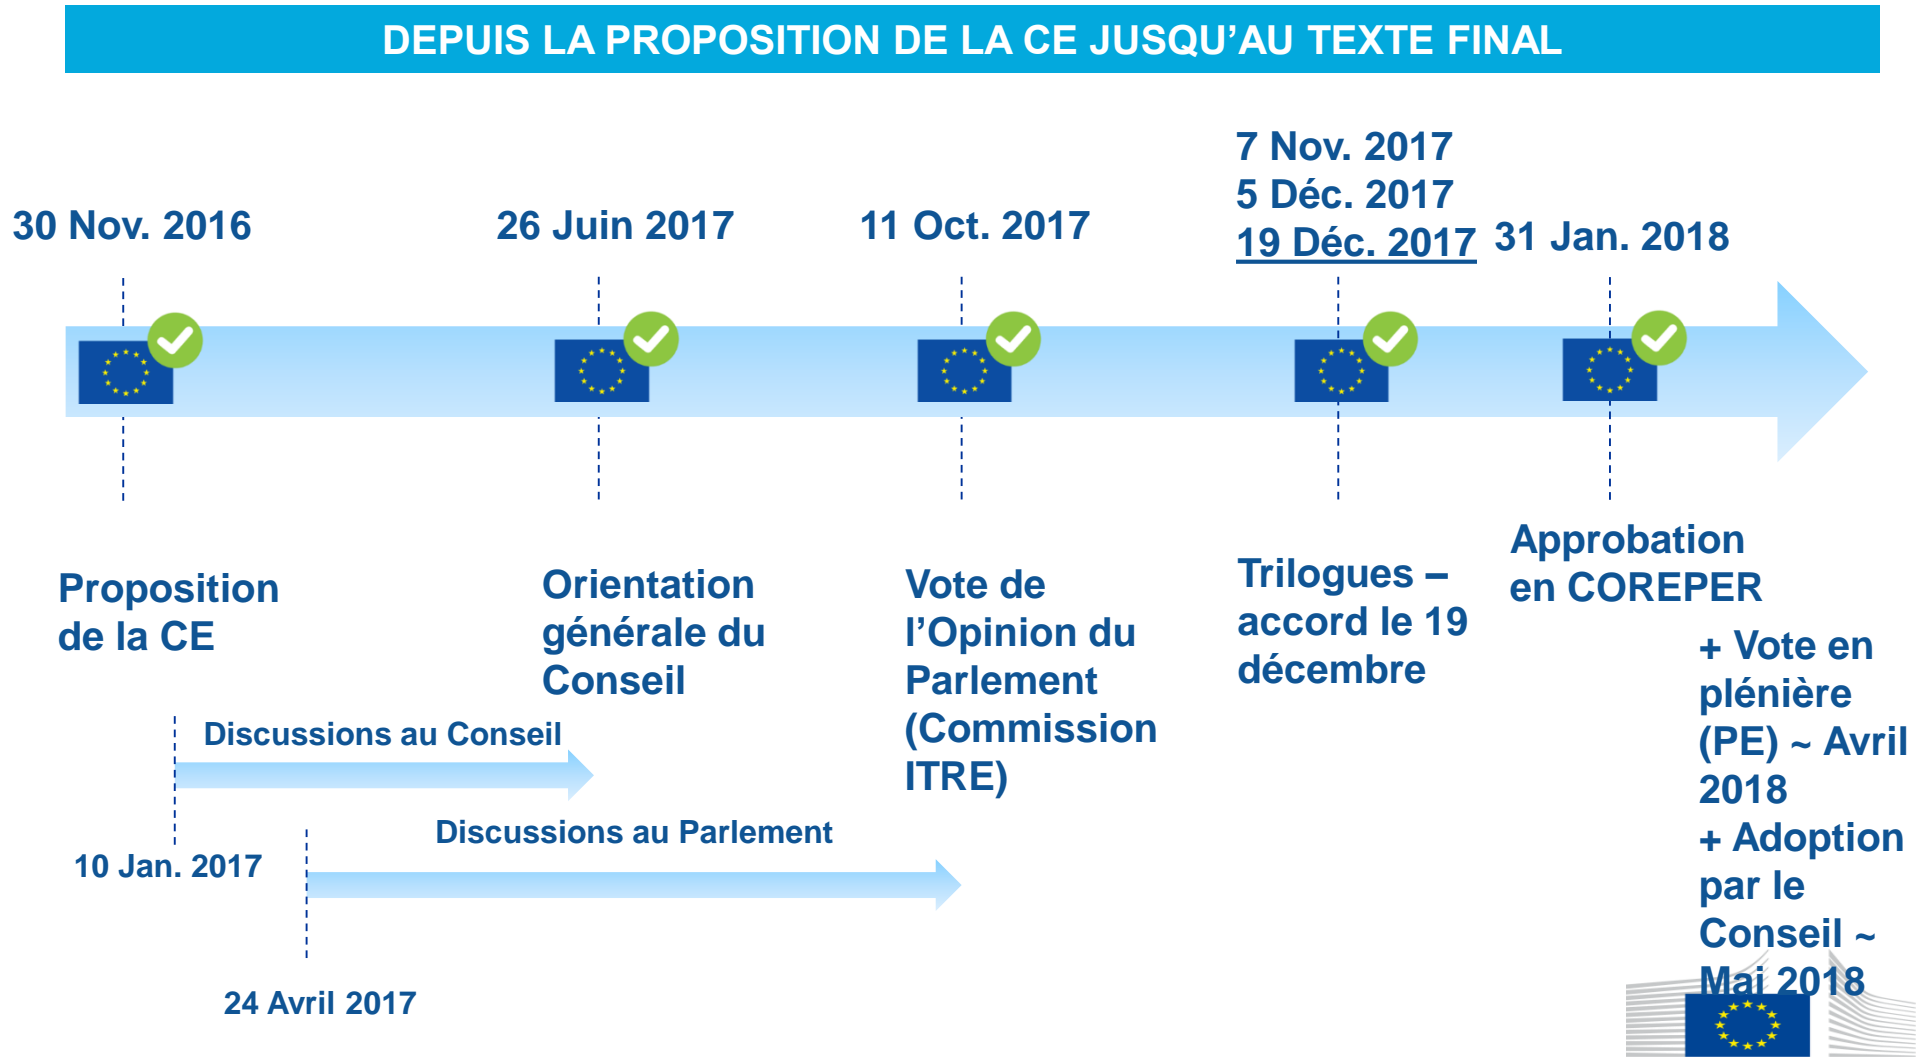 DEPUIS LA PROPOSITION DE LA CE JUSQU’AU TEXTE FINAL
30 Nov. 2016
26 Juin 2017
11 Oct. 2017
7 Nov. 2017
5 Déc. 2017
19 Déc. 2017
31 Jan. 2018
Proposition
de la CE
Orientation
générale du
Conseil
Vote de
l’Opinion du
Parlement
(Commission
ITRE)
Trilogues –
accord le 19
décembre
Approbation
en COREPER
+ Vote en
plénière
(PE) ~ Avril
2018
+ Adoption
par le
Conseil ~
Mai 2018
Discussions au Conseil
10 Jan. 2017
Discussions au Parlement
24 Avril 2017